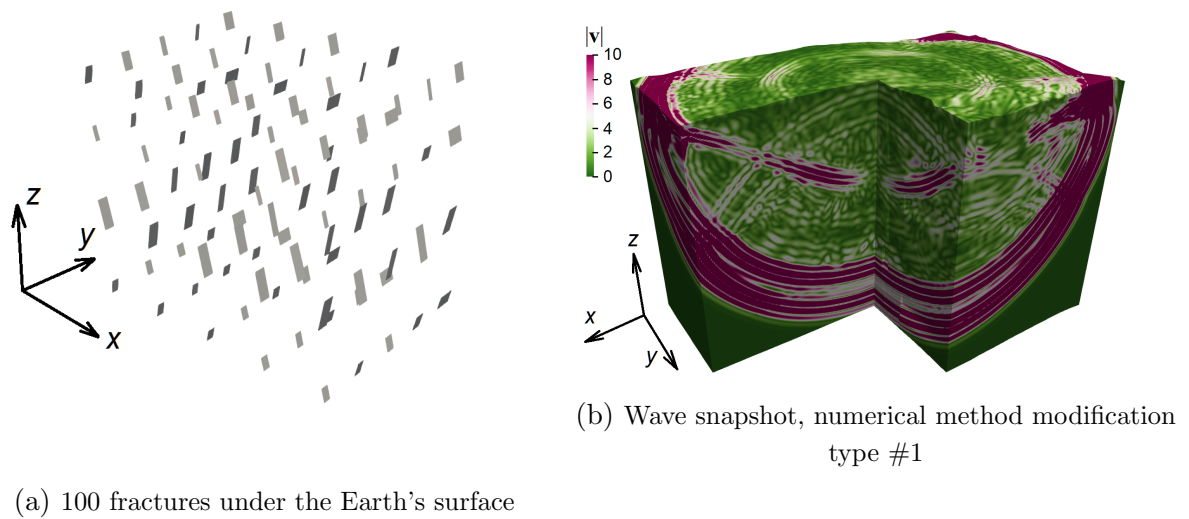 z
y
x
(a) 100 fractures under the Earth's surface
|v|
10
8
6
4
2
0
z
x
y
(b) Wave snapshot, numerical method modification
type #1